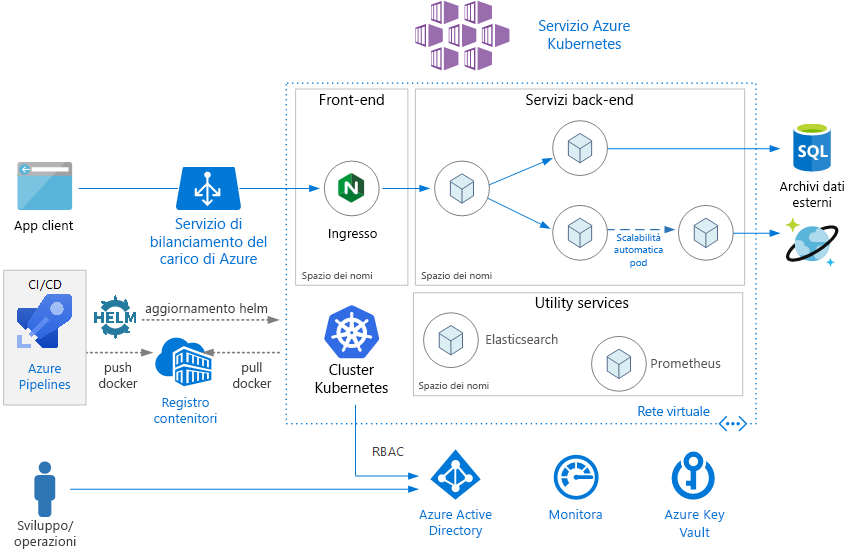 Servizio Azure
Kubernetes
Front-end
Servizi back-end
SQL
Archivi dati
esterni
App client
Servizio di
bilanciamento del
carico di Azure
N
Ingresso
Scalabilità
automatica
pod
Spazio dei nomi
Spazio dei nomi
CI/CD
Azure
Pipelines
HELM
aggiornamento helm
push
docker
pull
docker
Registro
contenitori
Cluster
Kubernetes
Utility services
Elasticsearch
Prometheus
Spazio dei nomi
Rete virtuale
RBAC
Sviluppo/
operazioni
Azure Active
Directory
Monitora
Azure Key
Vault